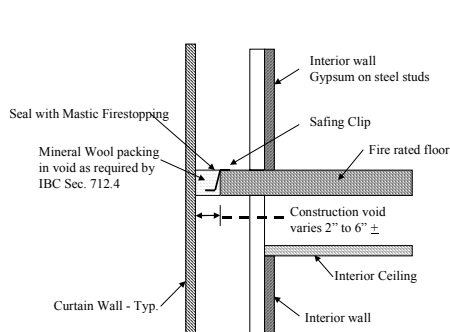 Interior wall
Gypsum on steel studs
Seal with Mastic Firestopping
Safing Clip
Mineral Wool packing
in void as required by
IBC Sec. 712.4
Fire rated floor
Construction void
varies 2” to 6” ±
Interior Ceiling
Curtain Wall - Typ.
Interior wall